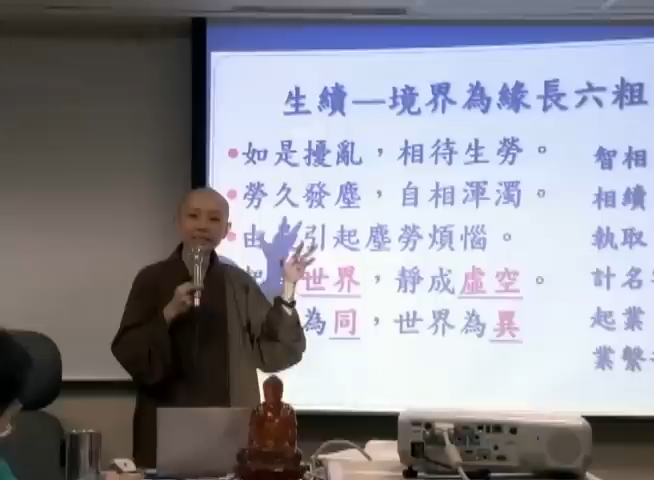 生續—境界為緣長六粗
如是擾亂，相待生勞。
勞久發塵，自相渾濁。
由 引起塵勞煩惱。
世界，靜成虛空。
為同，世界為異
智相
相續
執取
計名
起業
業繫